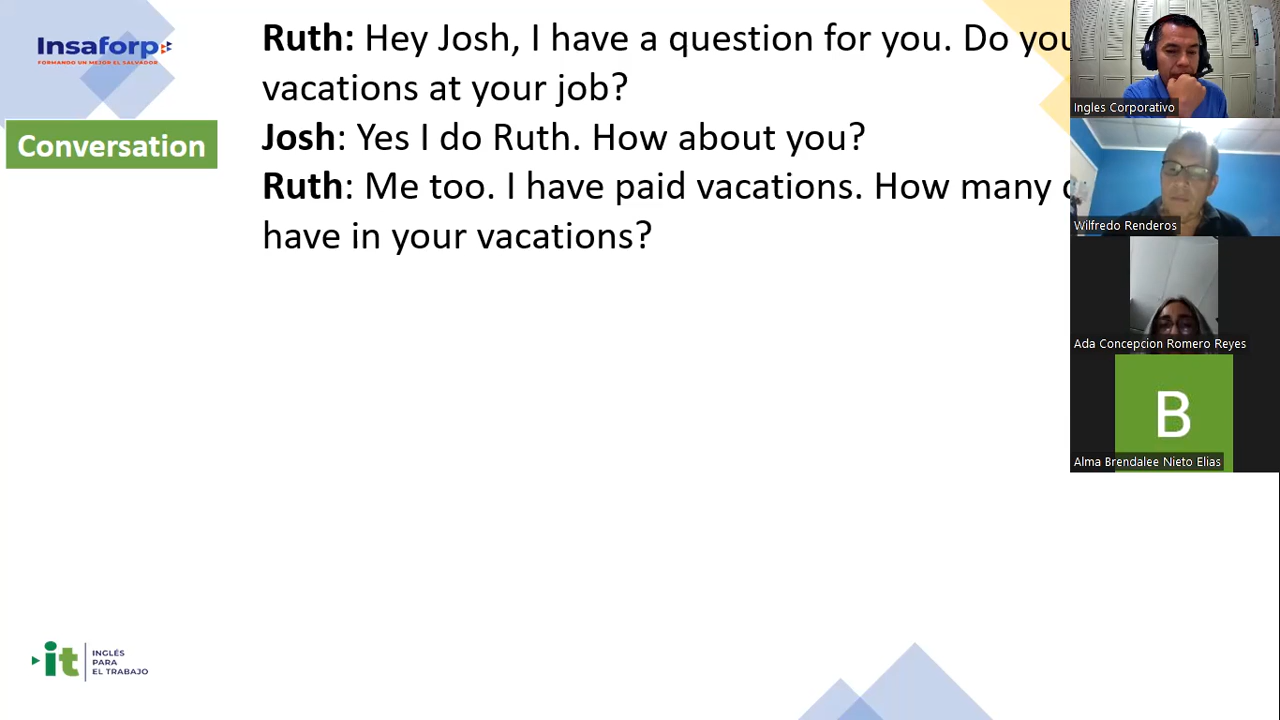 Insaforp
FORMANDO UN MEJOR EL SALVADOR
Conversation
Ruth: Hey Josh, I have a question for you. Do you
vacations at your job?
Josh: Yes I do Ruth. How about you?
Ruth: Me too. I have paid vacations. How many
have in your vacations?
Ingles Corporativo
Wilfredo Renderos
Ada Concepcion Romero Reyes
B
Alma Brendalee Nieto Elias
it
INGLÉS
PARA
EL TRABAJO